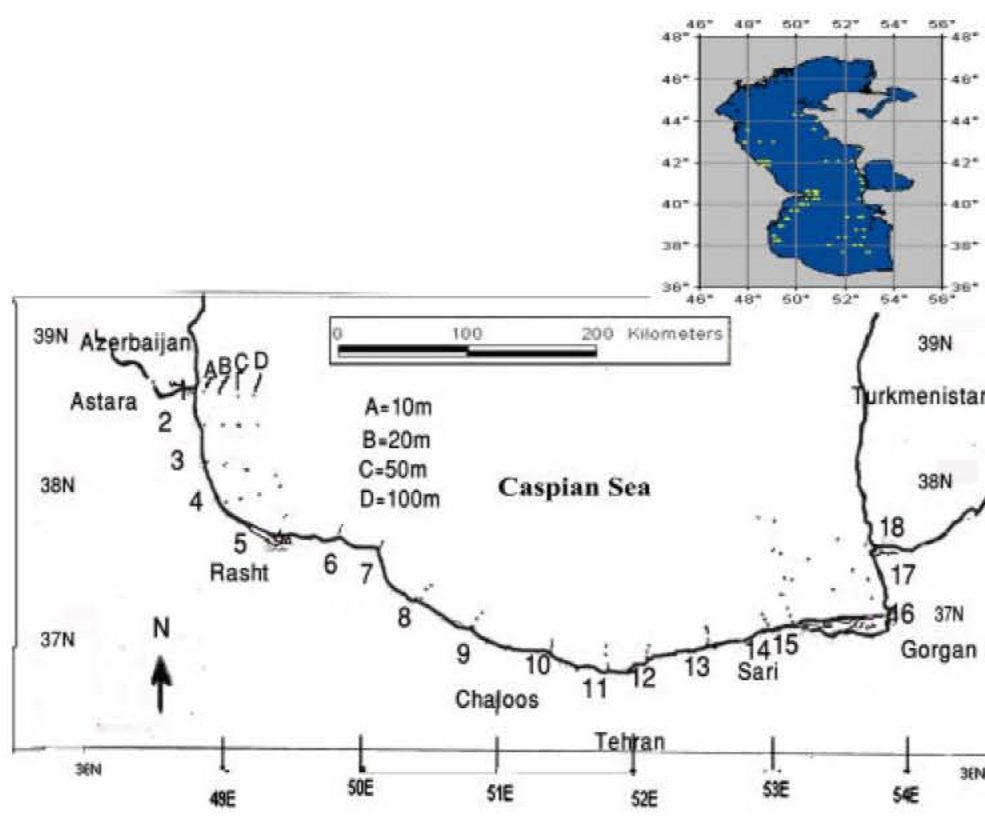 46° 48° 50° 52° 54° 56°
48° 48°
46° 46°
44° 44°
42° 42°
40° 40°
38° 38°
36° 36°
46° 48° 50° 52° 54° 56°
0 100 200 Kilometers
39N Azerbaijan 39N
A B C D
Astara 1 Turkmenistan
A=10m
2 B=20m
C=50m
3 D=100m
38N Caspian Sea 38N
4
5 18
6 17
Rasht 7
8 16 37N
N 37N 9 10 11 12 13 14 15 Gorgan
Sari
Chaloos
Tehran
36N 36N
49E 50E 51E 52E 53E 54E